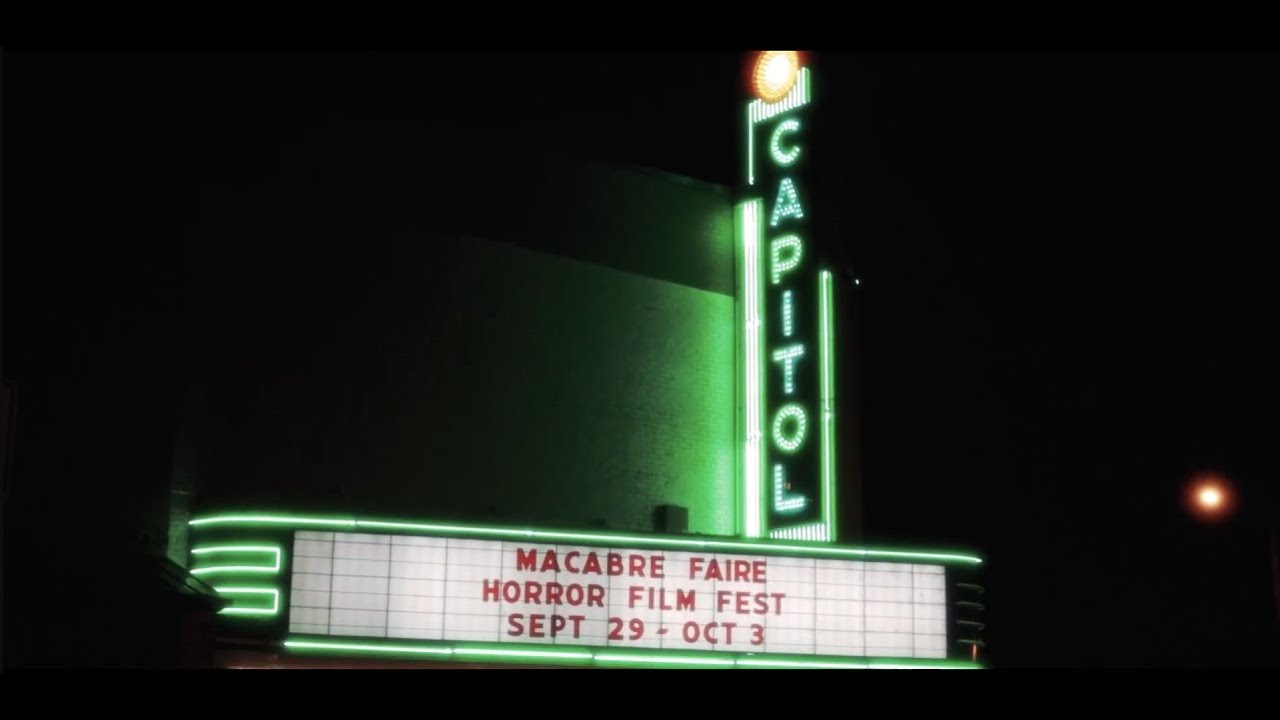 CAPITOL
MACABRE FAIRE
HORROR FILM FEST
SEPT 29 - OCT 3